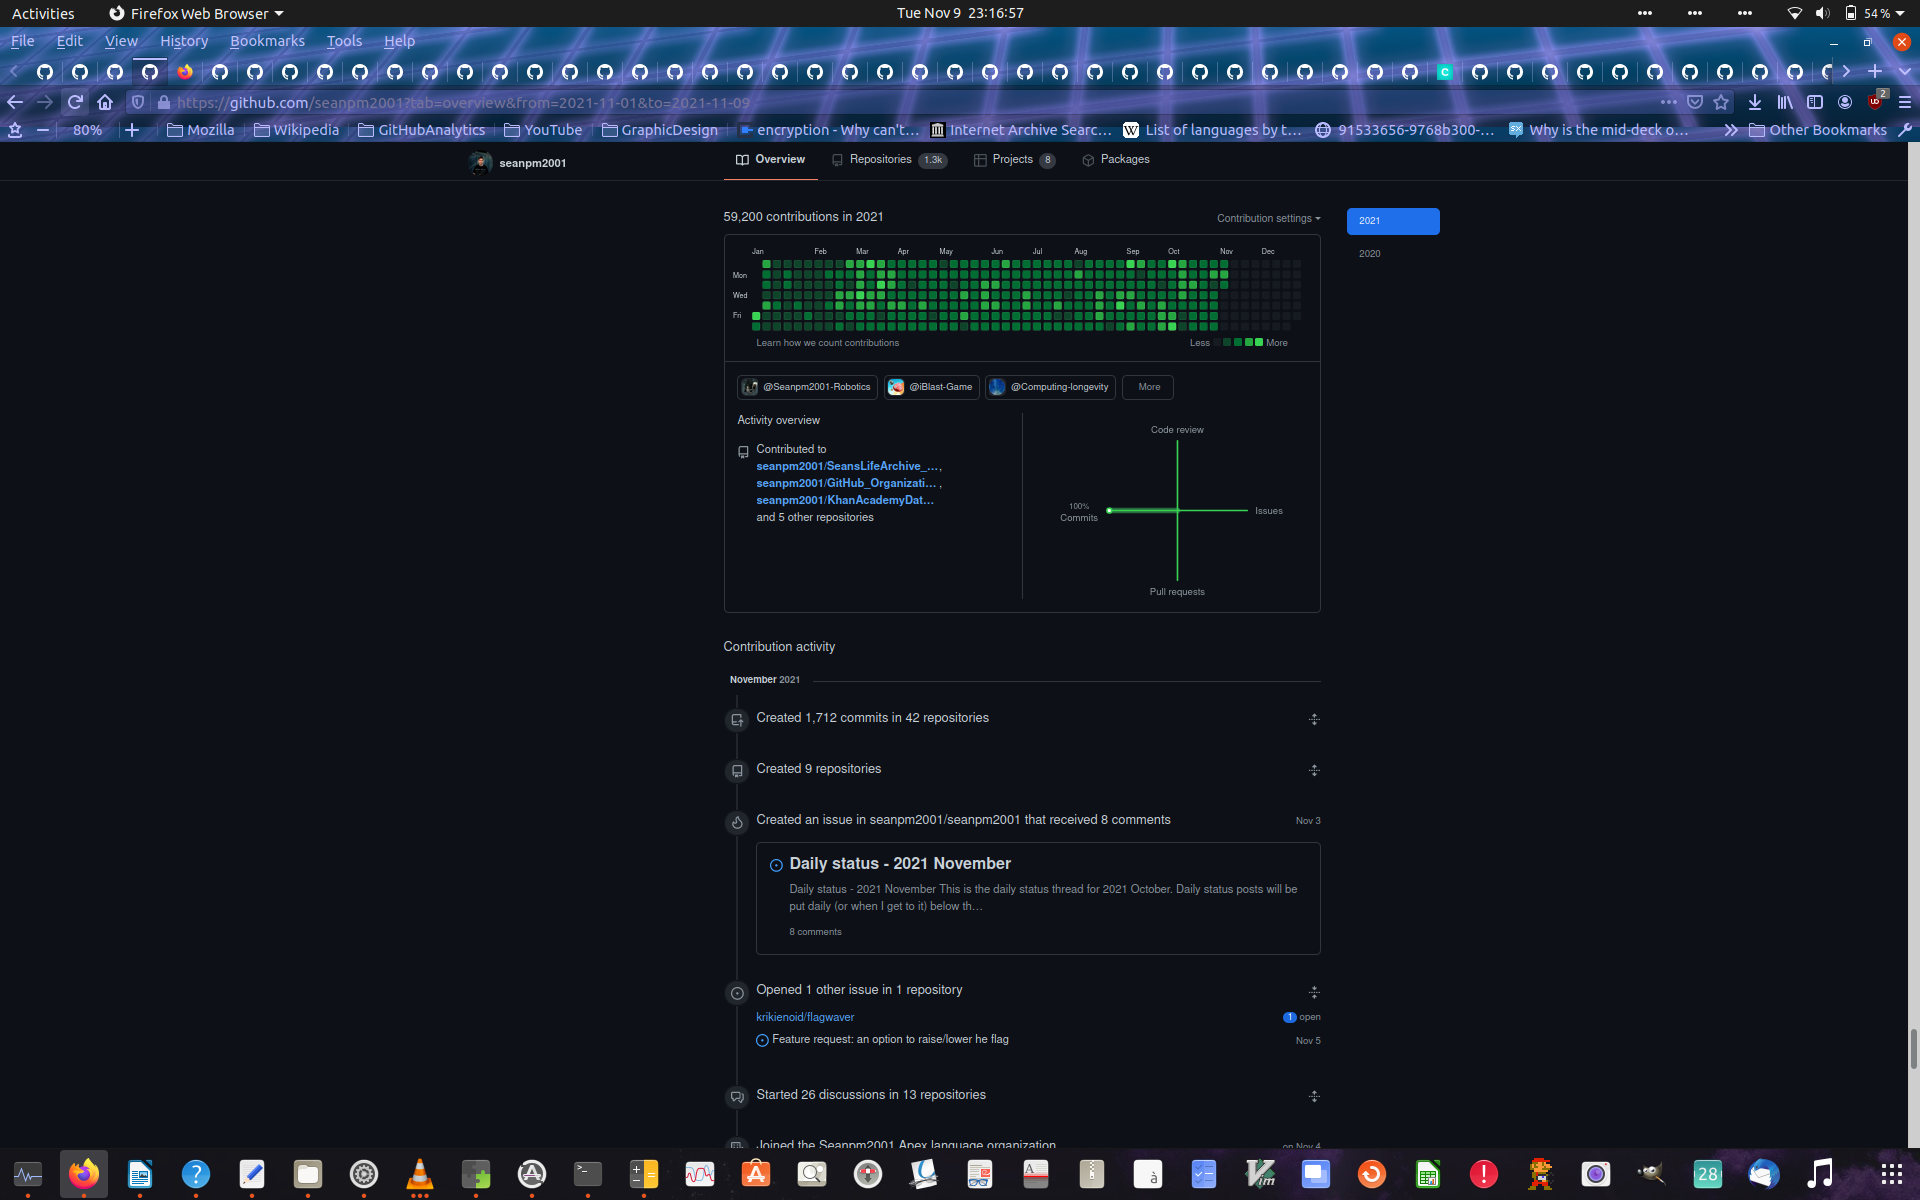 Activities
Firefox Web Browser
Tue Nov 9 23:16:57
54 %
File Edit View History Bookmarks Tools Help
https://github.com/seanpm2001?tab=overview&from=2021-11-01&to=2021-11-09
2
80%
Mozilla
Wikipedia
GitHubAnalytics
YouTube
GraphicDesign
encryption - Why can't…
Internet Archive Searc…
List of languages by t…
91533656-9768b300-…
Why is the mid-deck o…
Other Bookmarks
seanpm2001
Overview
Repositories 1.3k
Projects 8
Packages
59,200 contributions in 2021
Contribution settings
2021
2020
Jan Feb Mar Apr May Jun Jul Aug Sep Oct Nov Dec
Mon
Wed
Fri
Learn how we count contributions
Less
More
@Seanpm2001-Robotics
@iBlast-Game
@Computing-longevity
More
Activity overview
Contributed to
seanpm2001/SeansLifeArchive_…,
seanpm2001/GitHub_Organizati… ,
seanpm2001/KhanAcademyDat…
and 5 other repositories
Code review
100%
Commits
Issues
Pull requests
Contribution activity
November 2021
Created 1,712 commits in 42 repositories
Created 9 repositories
Created an issue in seanpm2001/seanpm2001 that received 8 comments
Nov 3
Daily status - 2021 November
Daily status - 2021 November This is the daily status thread for 2021 October. Daily status posts will be
put daily (or when I get to it) below th…
8 comments
Opened 1 other issue in 1 repository
krikienoid/flagwaver
1 open
Feature request: an option to raise/lower he flag
Nov 5
Started 26 discussions in 13 repositories
Joined the Seanpm2001 Apex language organization
on Nov 4
28